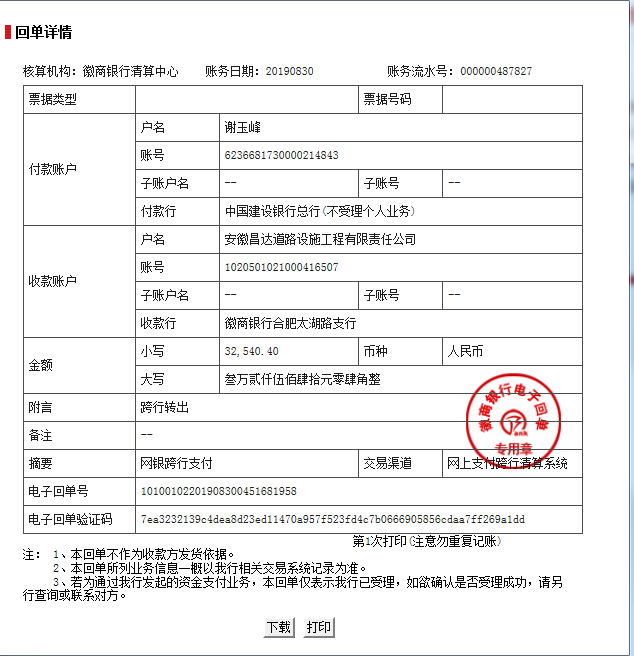 回单详情
核算机构：徽商银行清算中心 账务日期：20190830 账务流水号：000000487827
票据类型 票据号码
付款账户
户名 谢玉峰
账号 6236681730000214843
子账户名 -- 子账号 --
付款行 中国建设银行总行(不受理个人业务)
收款账户
户名 安徽昌达道路设施工程有限责任公司
账号 1020501021000416507
子账户名 -- 子账号 --
收款行 徽商银行合肥太湖路支行
金额
小写 32,540.40 币种 人民币
大写 叁万贰仟伍佰肆拾元零肆角整
附言 跨行转出
备注 --
摘要 网银跨行支付 交易渠道 网上支付跨行清算系统
电子回单号 10100102201908300451681958
电子回单验证码 7ea3232139c4dea8d23ed11470a957f523fd4c7b0666905856cdaa7ff269a1dd
徽商银行电子回单
Bank
专用章
第1次打印(注意勿重复记账)
注： 1、本回单不作为收款方发货依据。
2、本回单所列业务信息一概以我行相关交易系统记录为准。
3、若为通过我行发起的资金支付业务，本回单仅表示我行已受理，如欲确认是否受理成功，请另
行查询或联系对方。
下载 打印